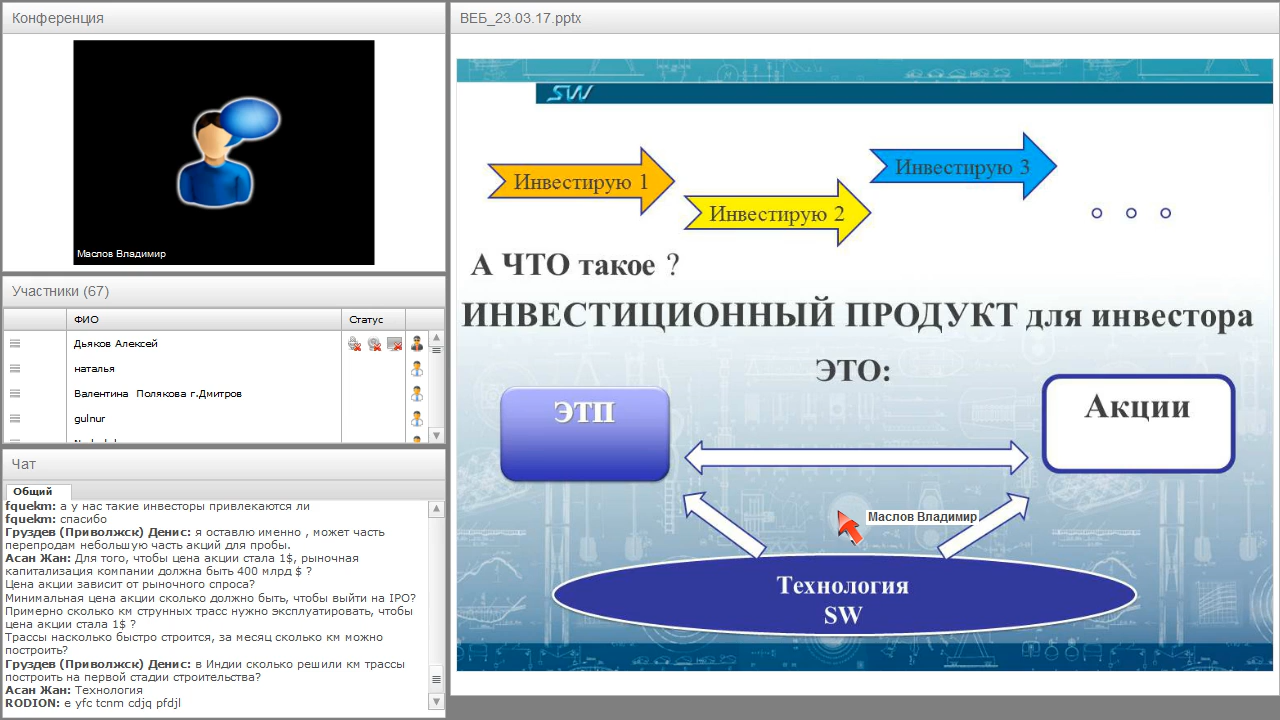 Конференция
Маслов Владимир
Участники (67)
ФИО
Статус
Дьяков Алексей
наталья
Валентина Полякова г.Дмитров
gulnur
Чат
Общий
fquekm: а у нас такие инвесторы привлекаются ли
fquekm: спасибо
Груздев (Приволжск) Денис: я оставлю именно , может часть
перепродам небольшую часть акций для пробы.
Асан Жан: Для того, чтобы цена акции стала 1$, рыночная
капитализация компании должна быть 400 млрд $ ?
Цена акции зависит от рыночного спроса?
Минимальная цена акции сколько должно быть, чтобы выйти на IPO?
Примерно сколько км струнных трасс нужно эксплуатировать, чтобы
цена акции стала 1$ ?
Трассы насколько быстро строится, за месяц сколько км можно
построить?
Груздев (Приволжск) Денис: в Индии сколько решили км трассы
построить на первой стадии строительства?
Асан Жан: Технология
RODION: e yfc tcnm cdjq pfdjl
ВЕБ_23.03.17.pptx
SW
Инвестирую 1
Инвестирую 2
Инвестирую 3
А ЧТО такое ?
ИНВЕСТИЦИОННЫЙ ПРОДУКТ для инвестора
ЭТО:
ЭТП
Акции
Маслов Владимир
Технология
SW